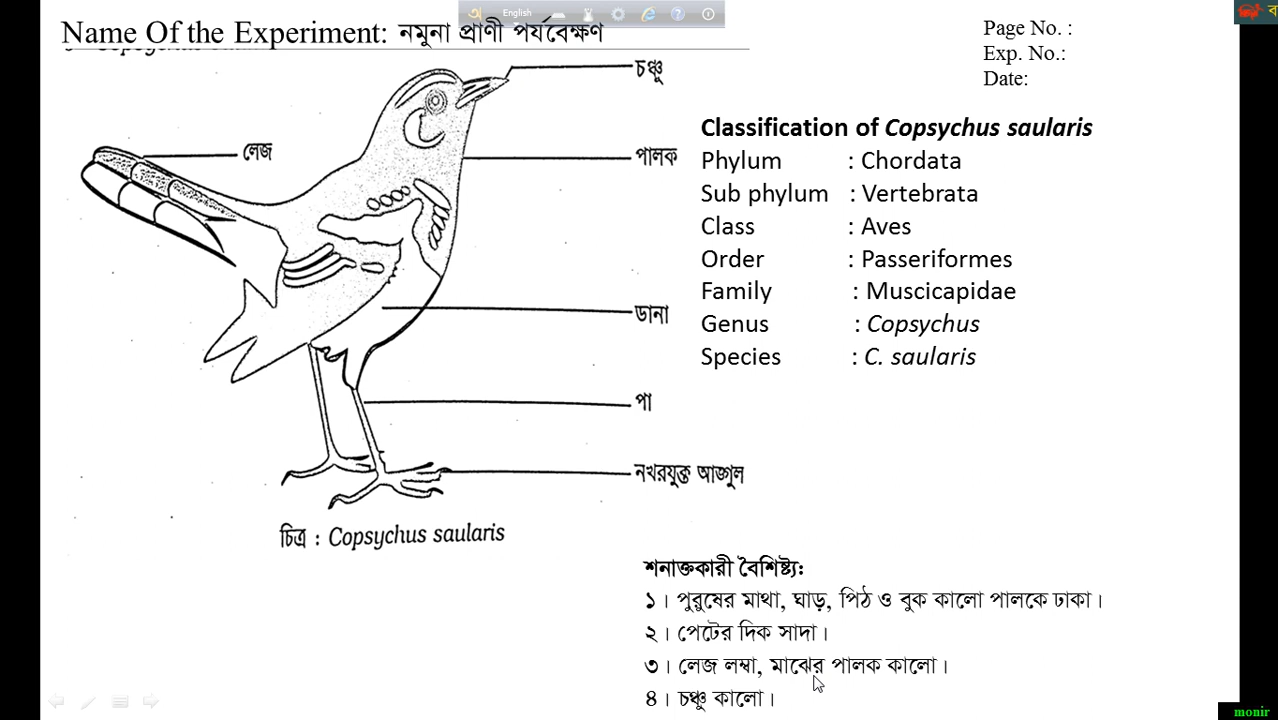 English
Name Of the Experiment: নমুনা প্রাণী পর্যবেক্ষণ
Page No. :
Exp. No.:
Date:
চঞ্চু
লেজ
পালক
ডানা
পা
নখরযুক্ত আঙ্গুল
চিত্র : Copsychus saularis
Classification of Copsychus saularis
Phylum : Chordata
Sub phylum : Vertebrata
Class : Aves
Order : Passeriformes
Family : Muscicapidae
Genus : Copsychus
Species : C. saularis
শনাক্তকারী বৈশিষ্ট্য:
১। পুরুষের মাথা, ঘাড়, পিঠ ও বুক কালো পালকে ঢাকা।
২। পেটের দিক সাদা।
৩। লেজ লম্বা, মাঝের পালক কালো।
৪। চঞ্চু কালো।
monir